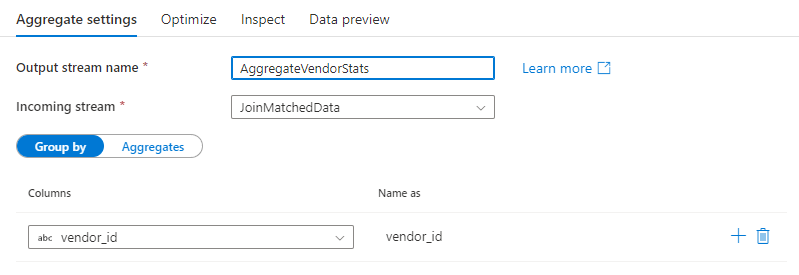 Aggregate settings Optimize Inspect Data preview
Output stream name * AggregateVendorStats Learn more
Incoming stream * JoinMatchedData
Group by Aggregates
Columns Name as
abc vendor_id vendor_id